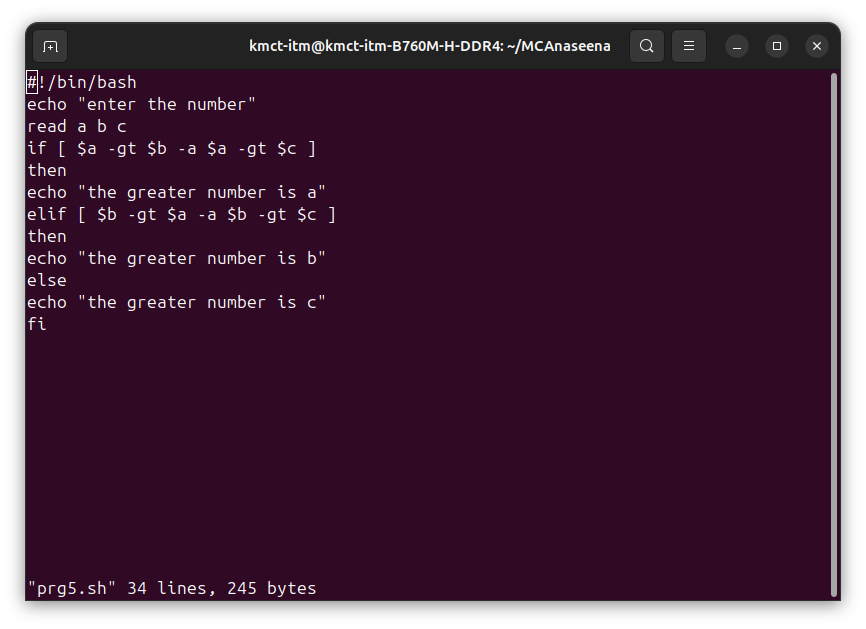 kmct-itm@kmct-itm-B760M-H-DDR4: ~/MCAnaseena
#!/bin/bash
echo "enter the number"
read a b c
if [ $a -gt $b -a $a -gt $c ]
then
echo "the greater number is a"
elif [ $b -gt $a -a $b -gt $c ]
then
echo "the greater number is b"
else
echo "the greater number is c"
fi
"prg5.sh" 34 lines, 245 bytes